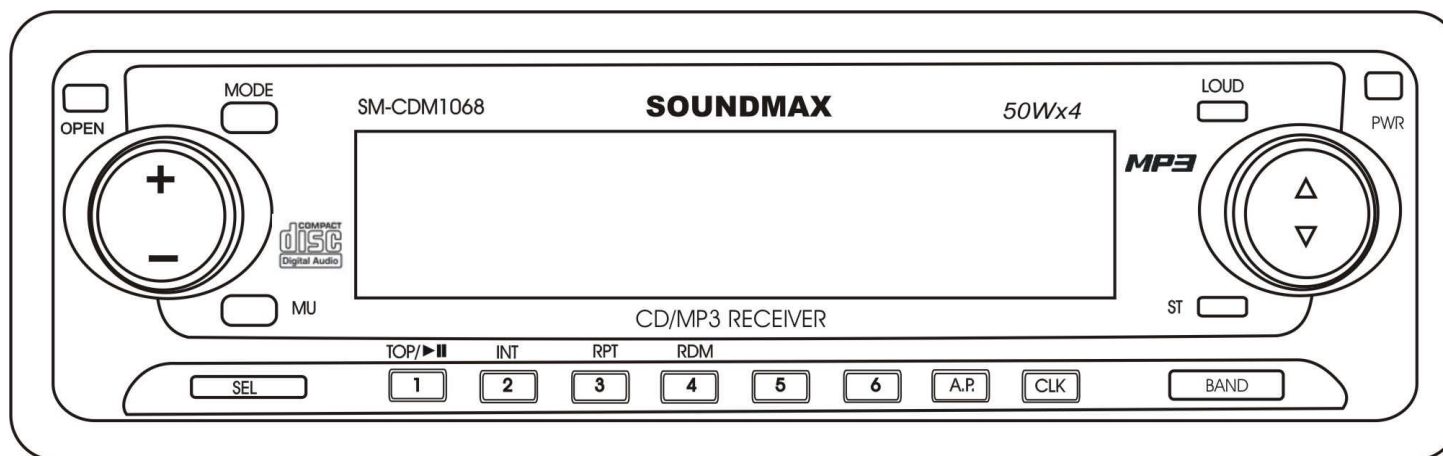 OPEN
MODE
SM-CDM1068
SOUNDMAX
50Wx4
LOUD
PWR
MP3
+
−
COMPACT
disc
Digital Audio
MU
CD/MP3 RECEIVER
ST
TOP/▶❚❚ INT RPT RDM
SEL 1 2 3 4 5 6 A.P. CLK BAND